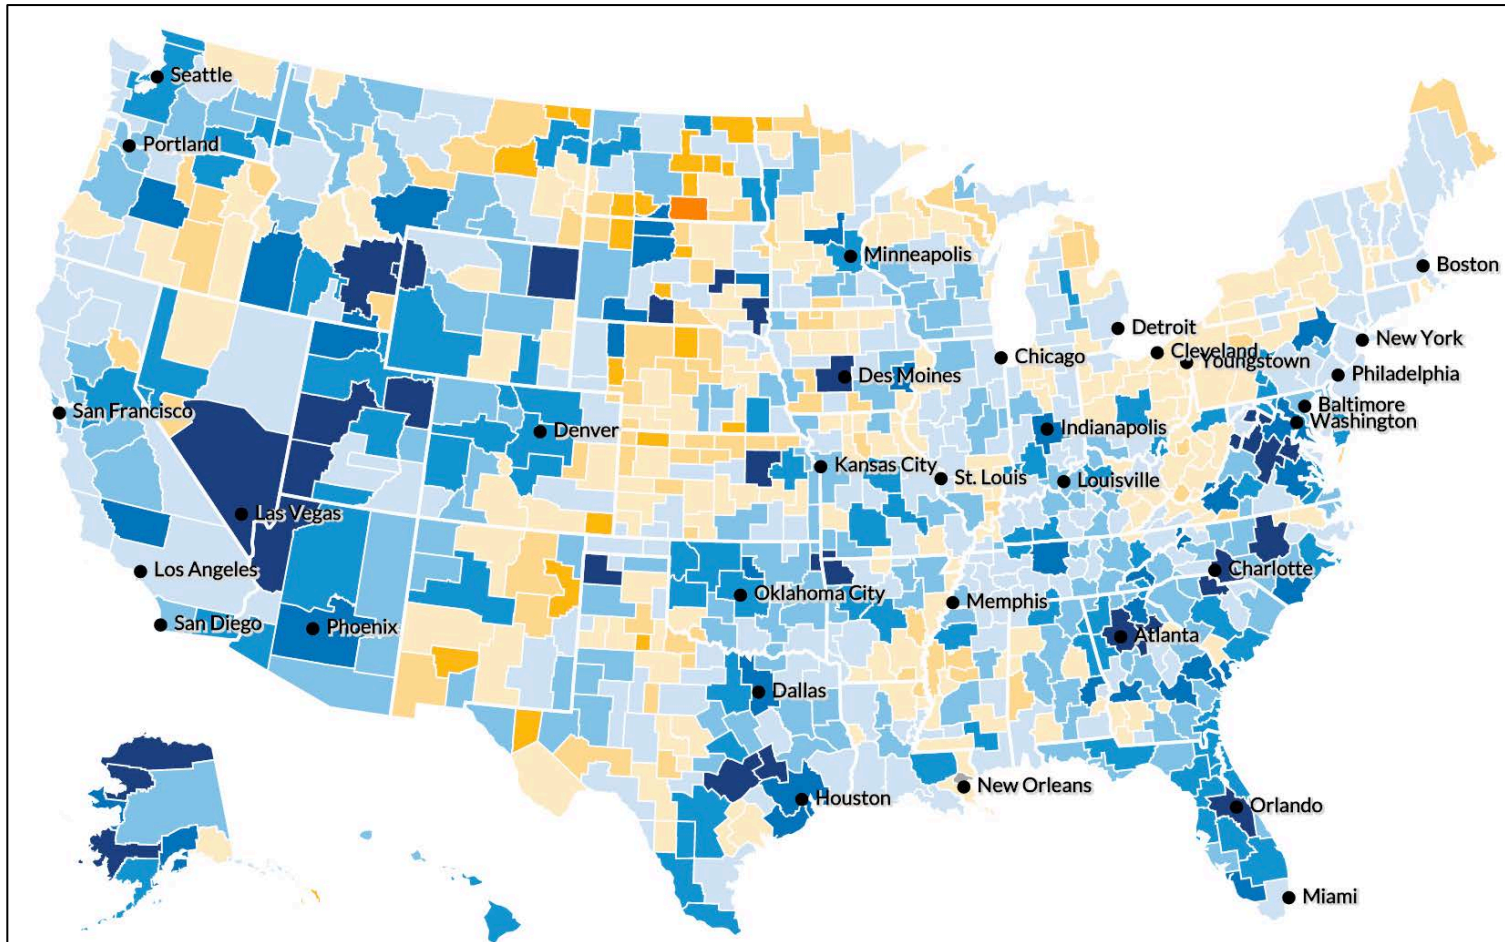 Seattle
Portland
Minneapolis
Boston
Detroit
New York
Cleveland
Chicago
Youngstown
Des Moines
Philadelphia
San Francisco
Baltimore
Washington
Denver
Indianapolis
Kansas City
St. Louis
Louisville
Las Vegas
Los Angeles
Charlotte
Oklahoma City
Memphis
San Diego
Phoenix
Atlanta
Dallas
New Orleans
Houston
Orlando
Miami